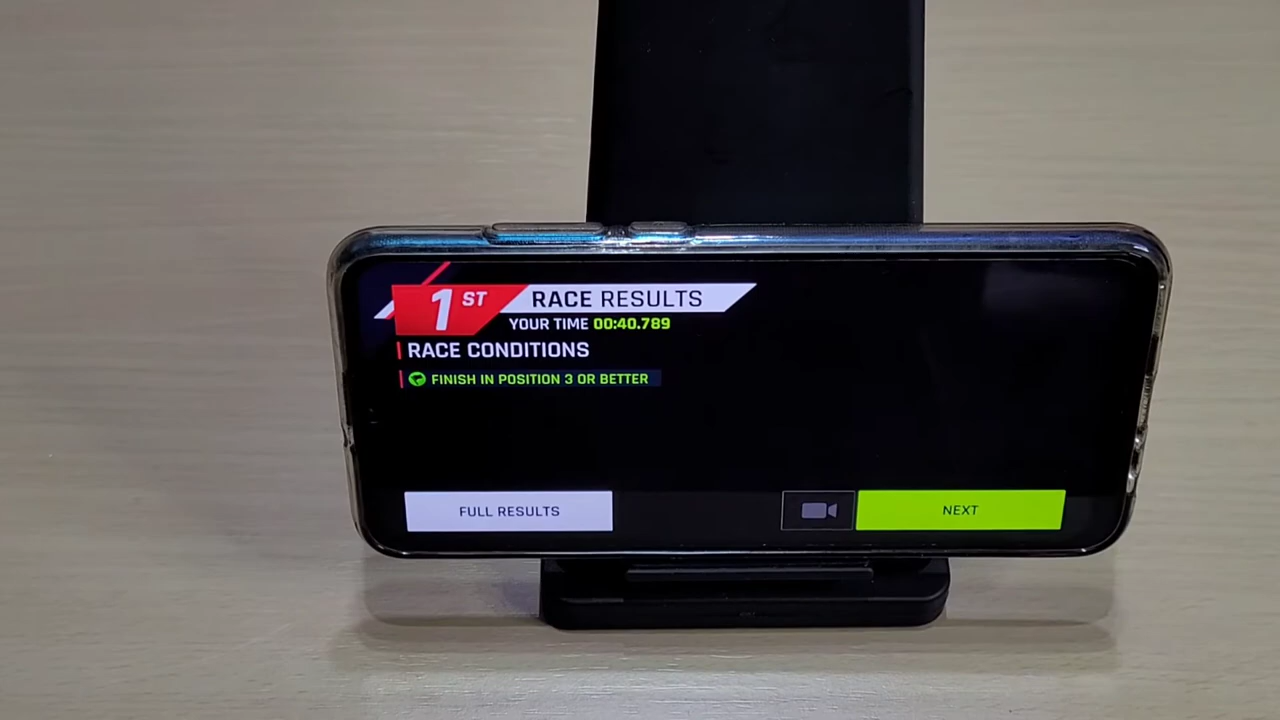 1ST RACE RESULTS
YOUR TIME 00:40.789
RACE CONDITIONS
FINISH IN POSITION 3 OR BETTER
FULL RESULTS
NEXT